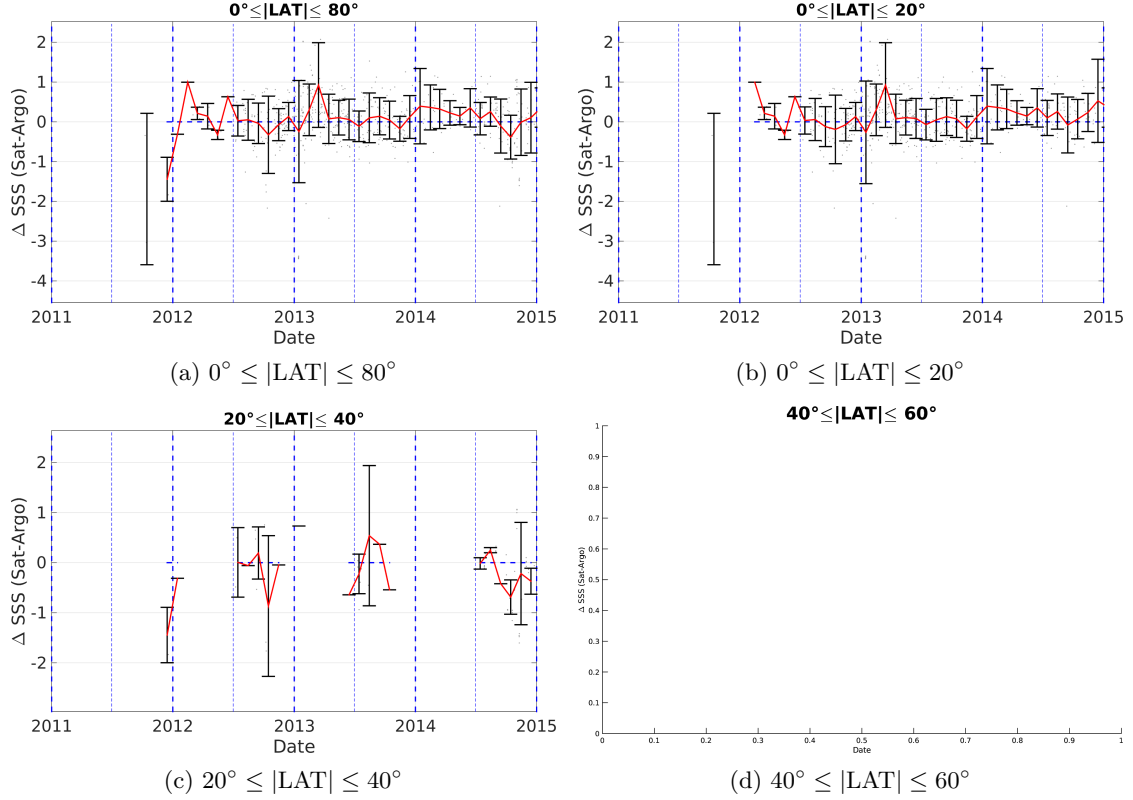 0°≤|LAT|≤ 80°
Δ SSS (Sat-Argo)
2
1
0
-1
-2
-3
-4
2011 2012 2013 2014 2015
Date
(a) 0° ≤ |LAT| ≤ 80°
0°≤|LAT|≤ 20°
Δ SSS (Sat-Argo)
2
1
0
-1
-2
-3
-4
2011 2012 2013 2014 2015
Date
(b) 0° ≤ |LAT| ≤ 20°
20°≤|LAT|≤ 40°
Δ SSS (Sat-Argo)
2
1
0
-1
-2
2011 2012 2013 2014 2015
Date
(c) 20° ≤ |LAT| ≤ 40°
40°≤|LAT|≤ 60°
Δ SSS (Sat-Argo)
1
0.9
0.8
0.7
0.6
0.5
0.4
0.3
0.2
0.1
0
0 0.1 0.2 0.3 0.4 0.5 0.6 0.7 0.8 0.9 1
Date
(d) 40° ≤ |LAT| ≤ 60°